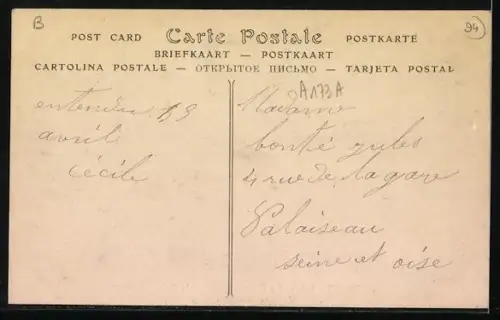 B
94
POST CARD Carte Postale POSTKARTE
BRIEFKAART — POSTKAART
CARTOLINA POSTALE — ОТКРЫТОЕ ПИСЬМО — TARJETA POSTAL
A173A
entendu
avril
Cécile
Madame
bonté jules
4 rue de la gare
Palaiseau
seine et oise